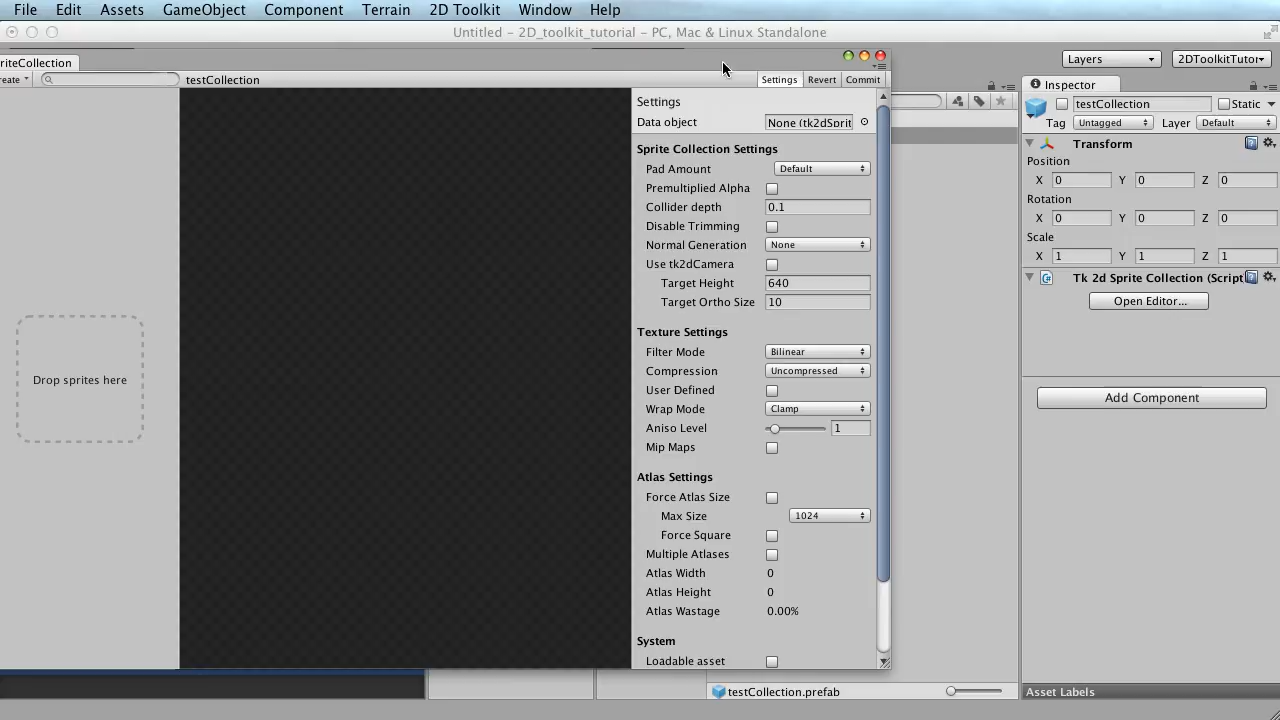 File Edit Assets GameObject Component Terrain 2D Toolkit Window Help
Untitled - 2D_toolkit_tutorial - PC, Mac & Linux Standalone
Layers
2DToolkitTutor
riteCollection
reate
testCollection
Settings
Revert
Commit
Settings
Data object
None (tk2dSprit
Sprite Collection Settings
Pad Amount
Default
Premultiplied Alpha
Collider depth
0.1
Disable Trimming
Normal Generation
None
Use tk2dCamera
Target Height
640
Target Ortho Size
10
Texture Settings
Filter Mode
Bilinear
Compression
Uncompressed
User Defined
Wrap Mode
Clamp
Aniso Level
1
Mip Maps
Atlas Settings
Force Atlas Size
Max Size
1024
Force Square
Multiple Atlases
Atlas Width
0
Atlas Height
0
Atlas Wastage
0.00%
System
Loadable asset
Drop sprites here
testCollection.prefab
Inspector
testCollection
Static
Tag
Untagged
Layer
Default
Transform
Position
X 0 Y 0 Z 0
Rotation
X 0 Y 0 Z 0
Scale
X 1 Y 1 Z 1
Tk 2d Sprite Collection (Script
Open Editor...
Add Component
Asset Labels